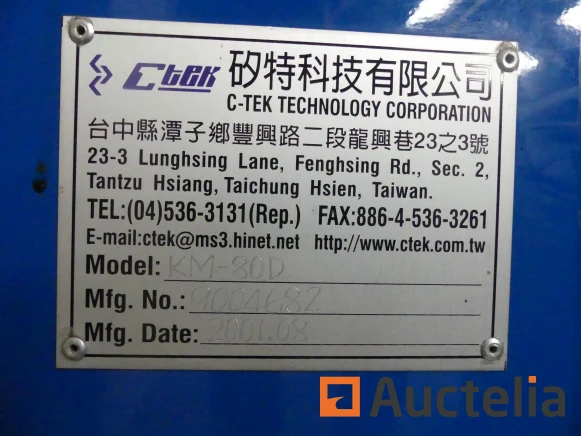 Ctek 矽特科技有限公司
C-TEK TECHNOLOGY CORPORATION
台中縣潭子鄉豐興路二段龍興巷23之3號
23-3 Lunghsing Lane, Fenghsing Rd., Sec. 2,
Tantzu Hsiang, Taichung Hsien, Taiwan.
TEL:(04)536-3131(Rep.) FAX:886-4-536-3261
E-mail:ctek@ms3.hinet.net http://www.ctek.com.tw
Model: KM-80D
Mfg. No.: 9004682
Mfg. Date: 2001.08
Auctelia